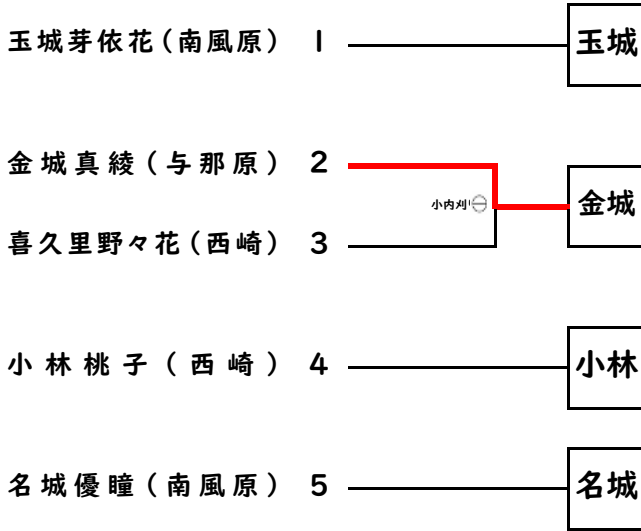 玉城芽依花（南風原） 1 玉城
金城真綾（与那原） 2
小内刈 金城
喜久里野々花（西崎） 3
小林桃子（西崎） 4 小林
名城優瞳（南風原） 5 名城